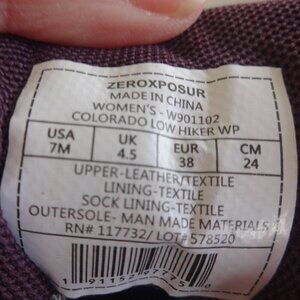 ZEROXPOSUR
MADE IN CHINA
WOMEN'S - W901102
COLORADO LOW HIKER WP
USA UK EUR CM
7M 4.5 38 24
UPPER-LEATHER/TEXTILE
LINING-TEXTILE
SOCK LINING-TEXTILE
OUTERSOLE- MAN MADE MATERIALS
RN# 117732/ LOT# 578520